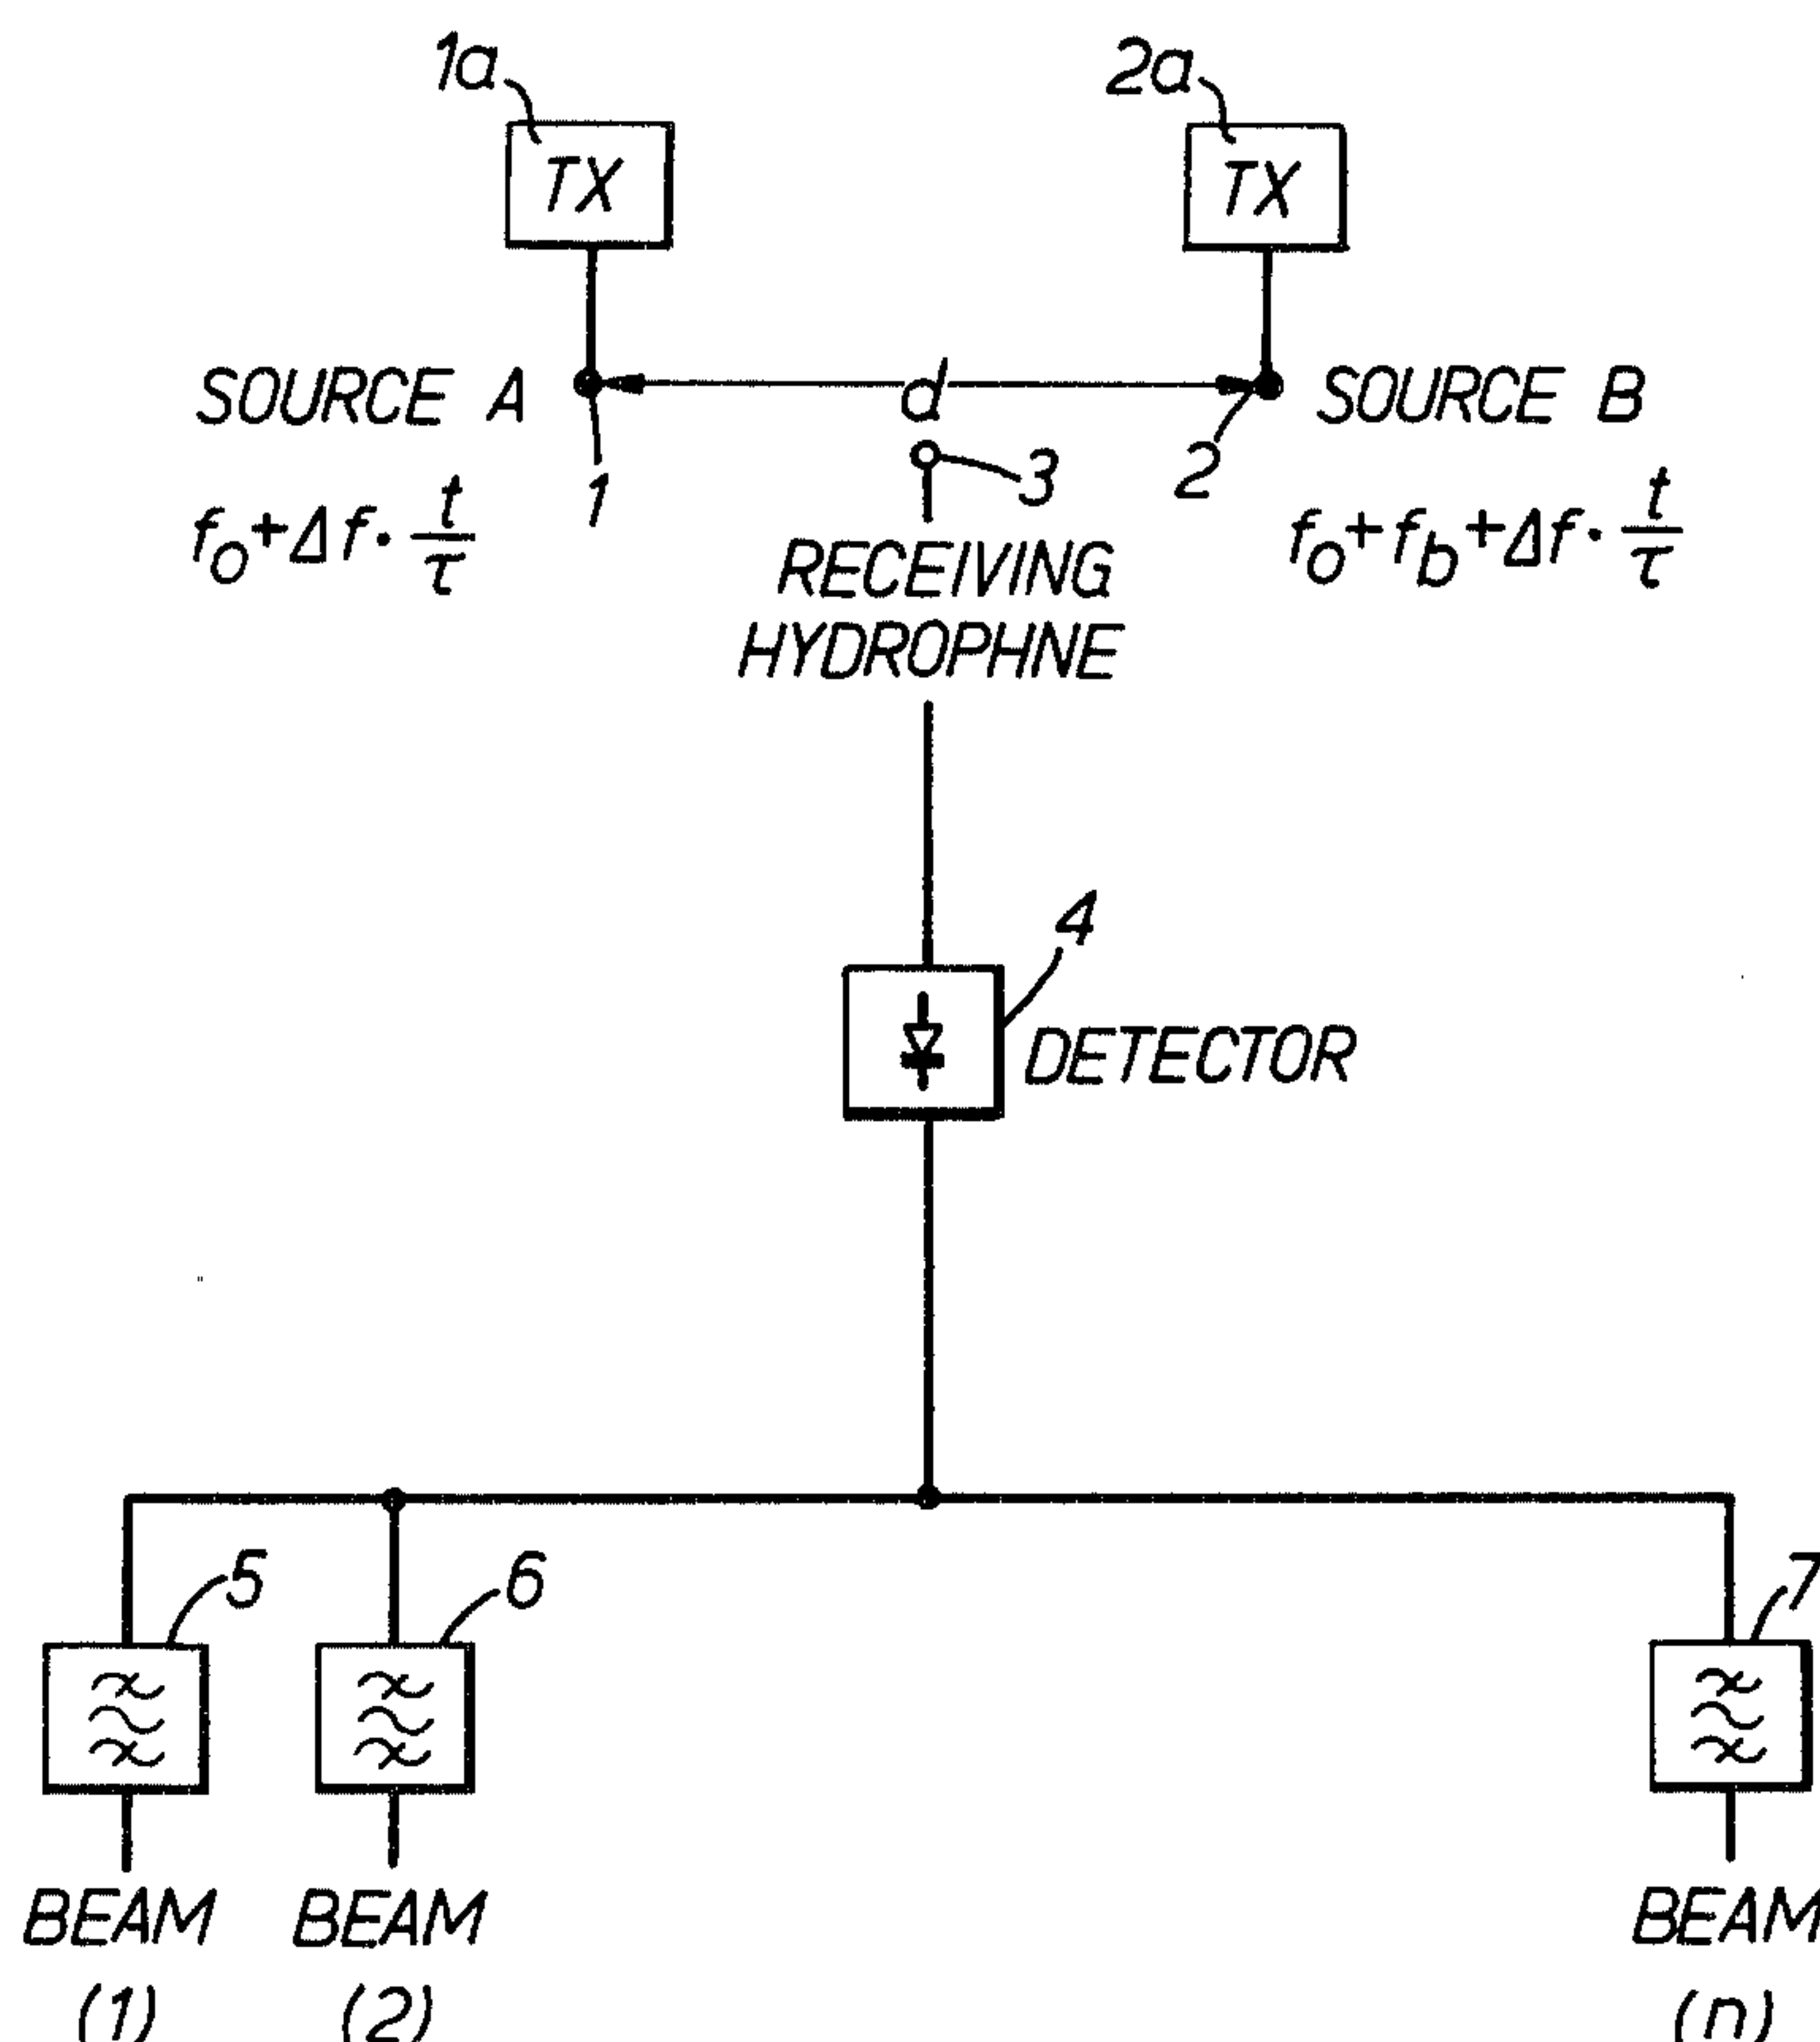 1a
2a
TX
TX
SOURCE A
d
SOURCE B
1
3
2
f₀+Δf·t/τ
f₀+f_b+Δf·t/τ
RECEIVING
HYDROPHNE
4
DETECTOR
5
6
7
BEAM
(1)
BEAM
(2)
BEAM
(n)